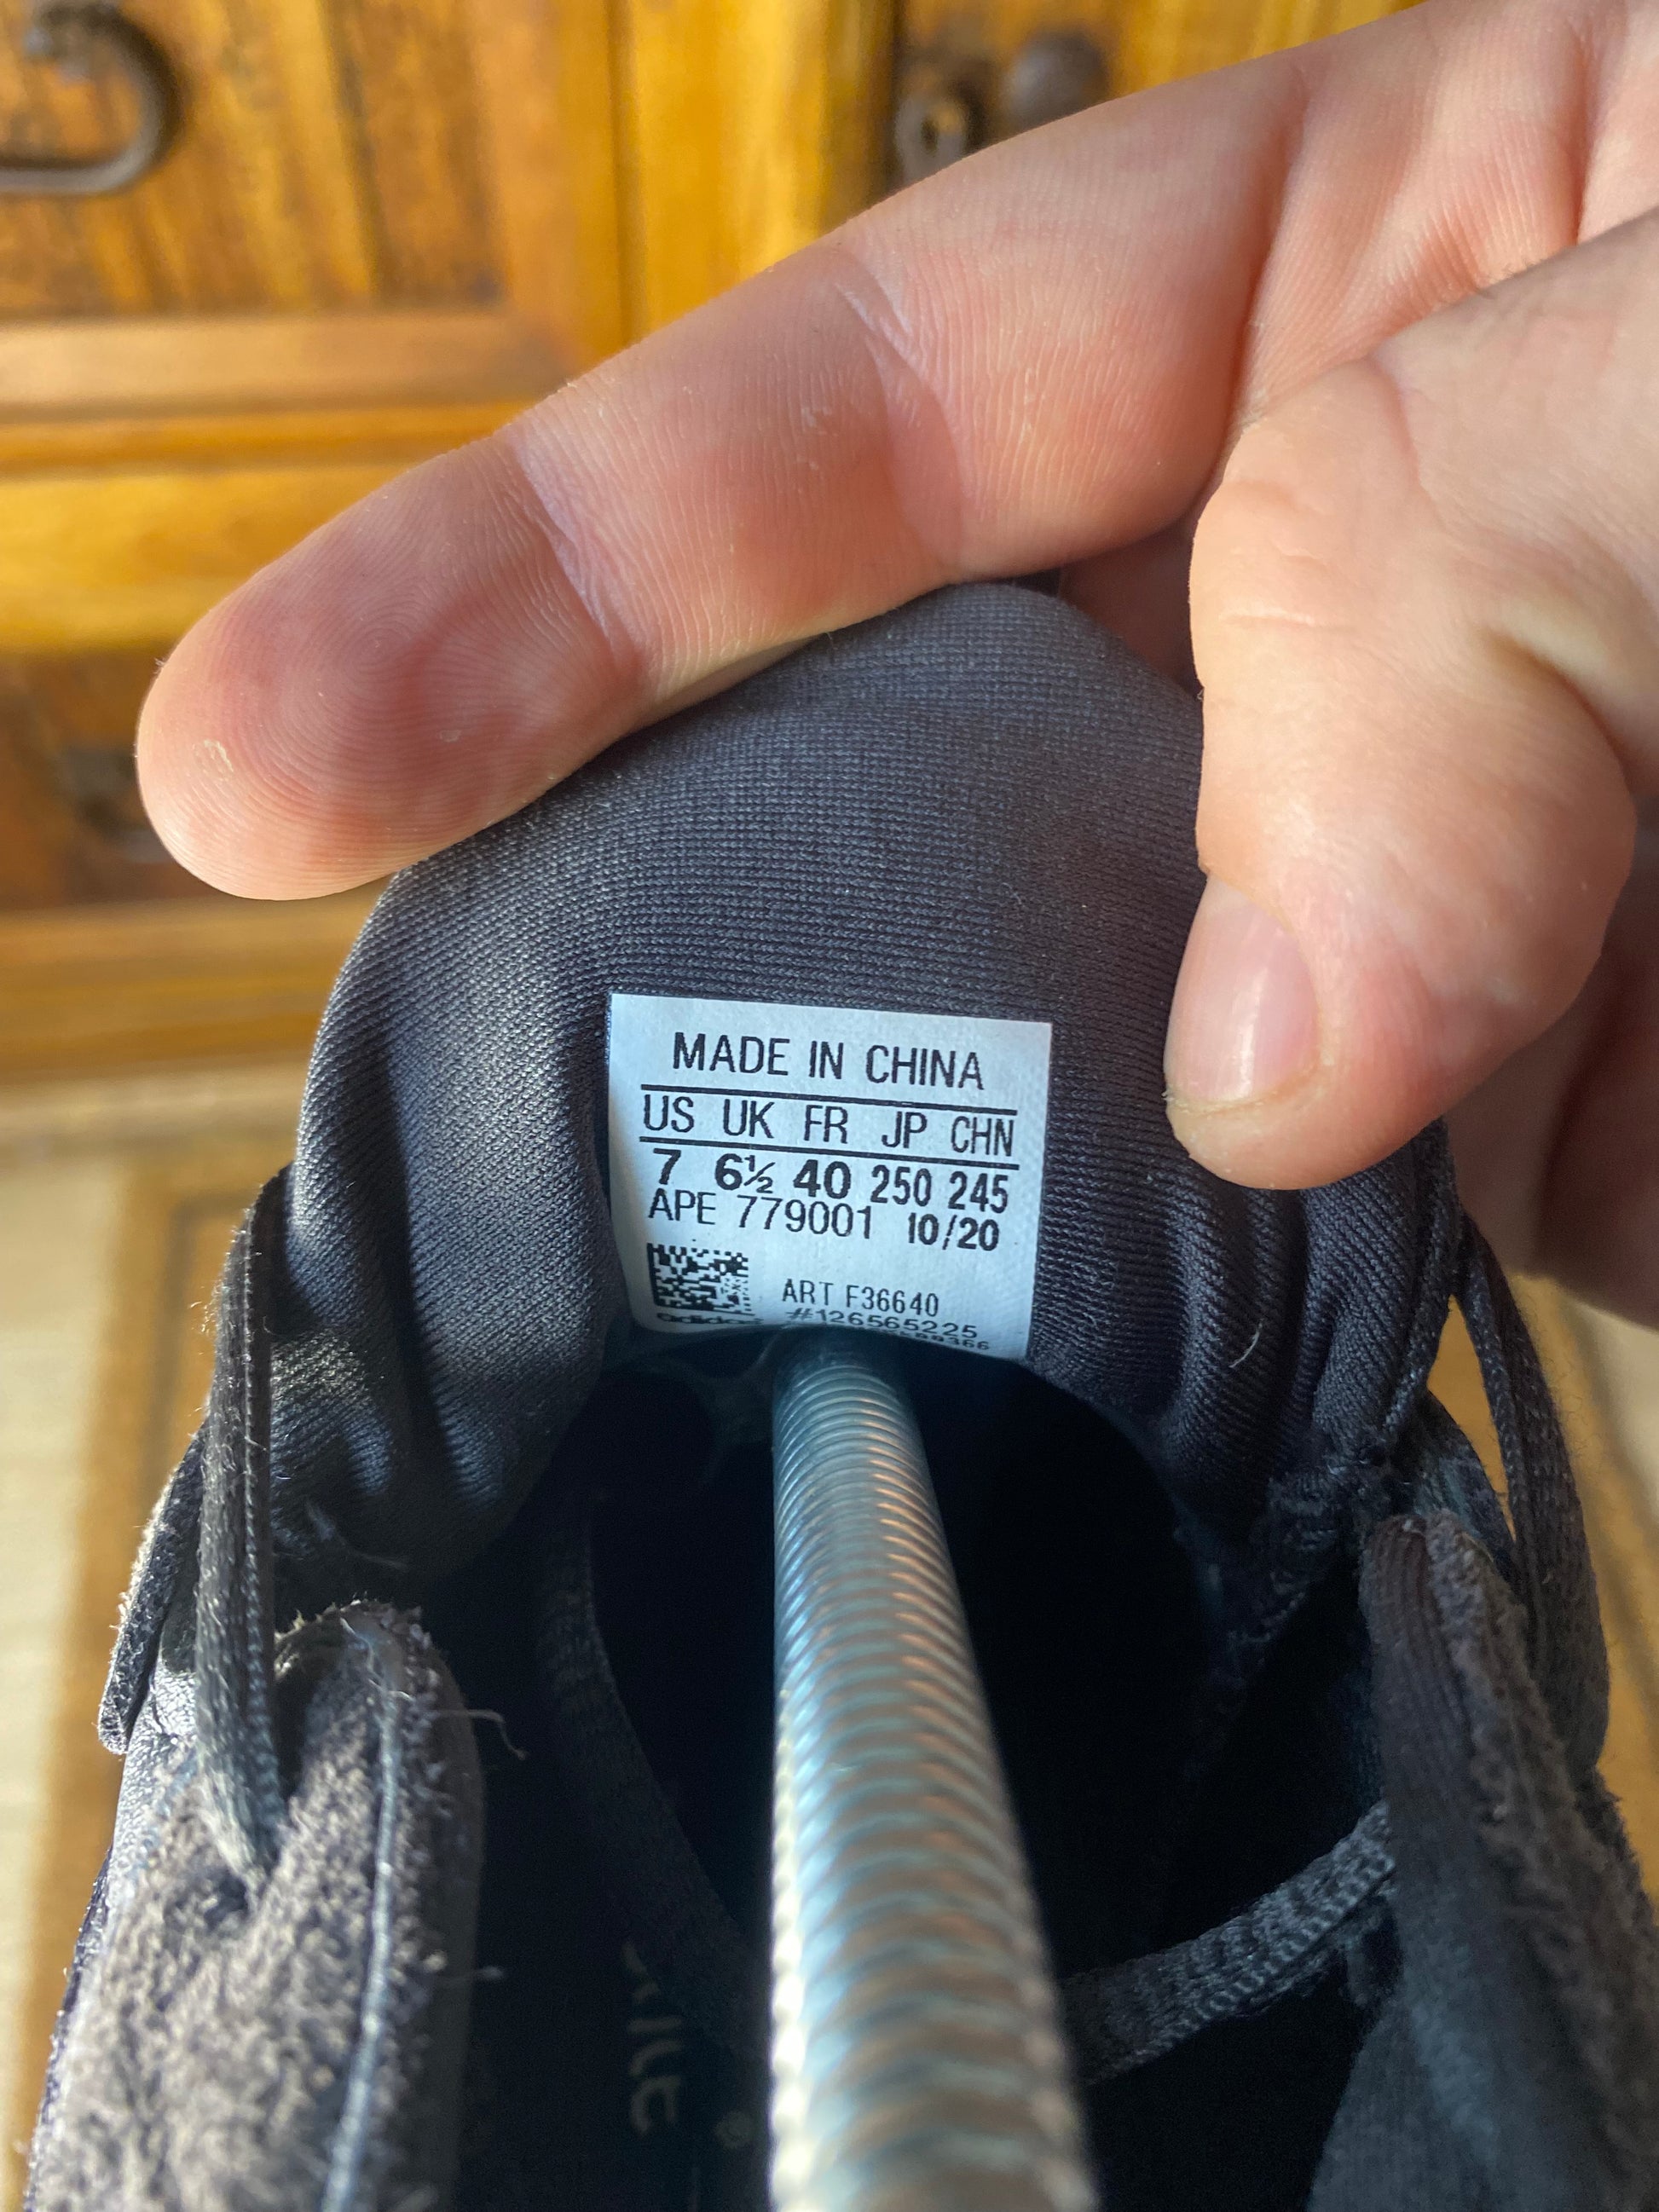 MADE IN CHINA
US UK FR JP CHN
7 6½ 40 250 245
APE 779001 10/20
ART F36640
#126565225
adidas